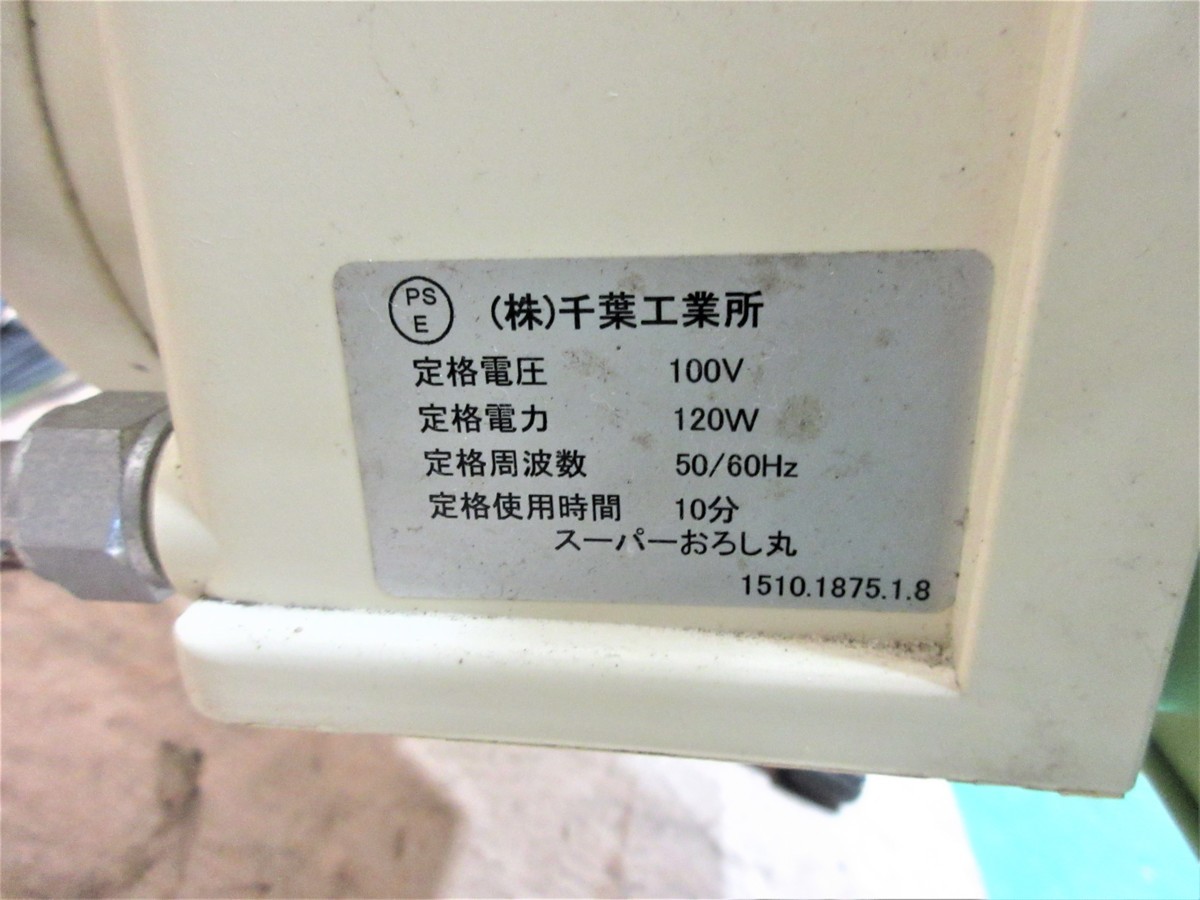 PS
E
(株)千葉工業所
定格電圧 100V
定格電力 120W
定格周波数 50/60Hz
定格使用時間 10分
スーパーおろし丸
1510.1875.1.8